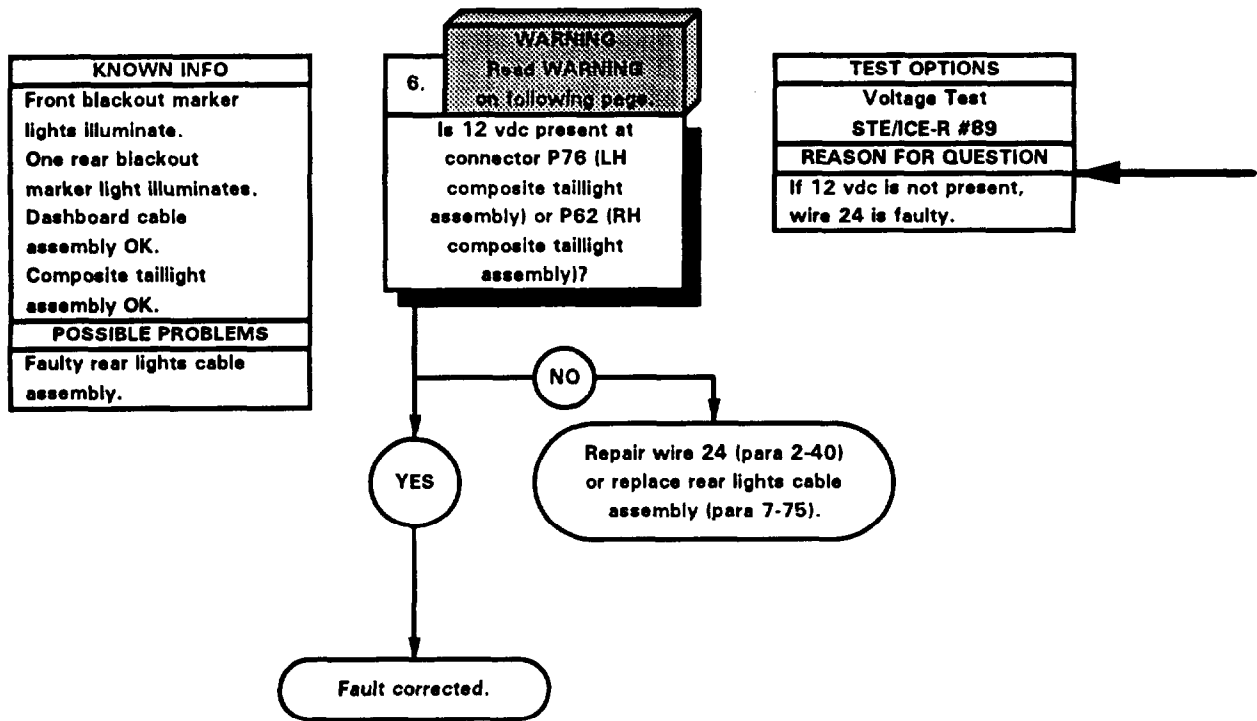 KNOWN INFO
Front blackout marker
lights illuminate.
One rear blackout
marker light illuminates.
Dashboard cable
assembly OK.
Composite taillight
assembly OK.
POSSIBLE PROBLEMS
Faulty rear lights cable
assembly.
6.
WARNING
Read WARNING
on following page.
Is 12 vdc present at
connector P76 (LH
composite taillight
assembly) or P62 (RH
composite taillight
assembly)?
TEST OPTIONS
Voltage Test
STE/ICE-R #89
REASON FOR QUESTION
If 12 vdc is not present,
wire 24 is faulty.
NO
YES
Repair wire 24 (para 2-40)
or replace rear lights cable
assembly (para 7-75).
Fault corrected.